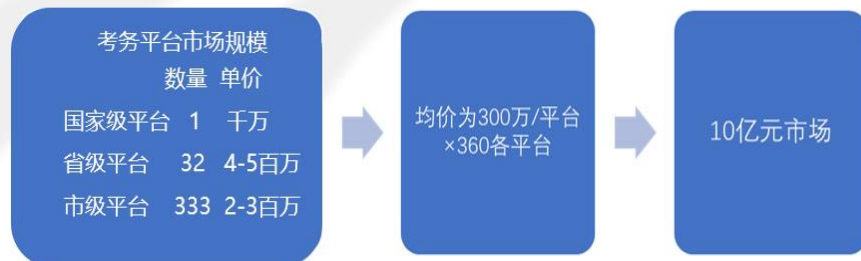 考务平台市场规模
数量 单价
国家级平台 1 千万
省级平台 32 4-5百万
市级平台 333 2-3百万
均价为300万/平台
×360各平台
10亿元市场